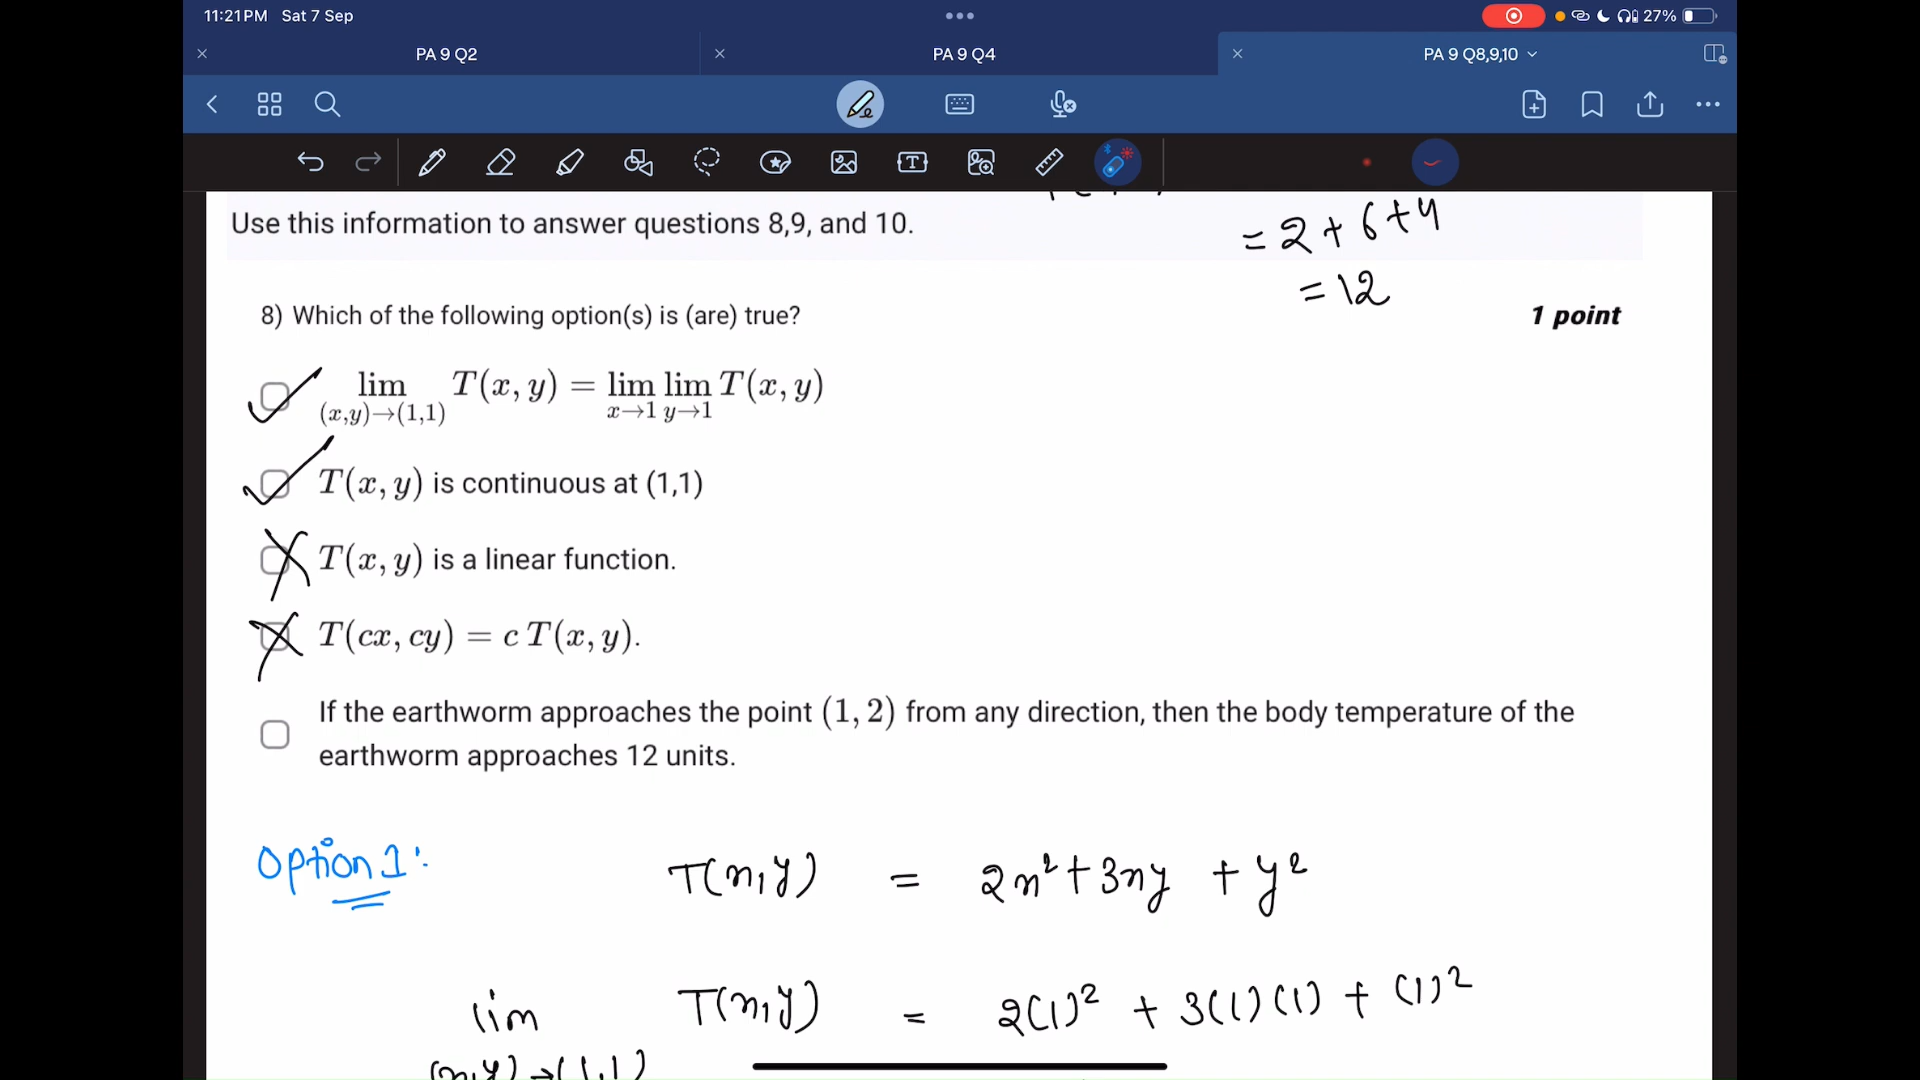 11:21 PM Sat 7 Sep
27%
PA 9 Q2
PA 9 Q4
PA 9 Q8,9,10
Use this information to answer questions 8,9, and 10.
= 2 + 6 + 4
= 12
8) Which of the following option(s) is (are) true?
1 point
lim (x,y)→(1,1) T(x, y) = lim x→1 lim y→1 T(x, y)
T(x, y) is continuous at (1,1)
T(x, y) is a linear function.
T(cx, cy) = c T(x, y).
If the earthworm approaches the point (1, 2) from any direction, then the body temperature of the
earthworm approaches 12 units.
Option 1:
T(x,y) = 2x² + 3xy + y²
lim T(x,y) = 2(1)² + 3(1)(1) + (1)²
(x,y)→(1,1)